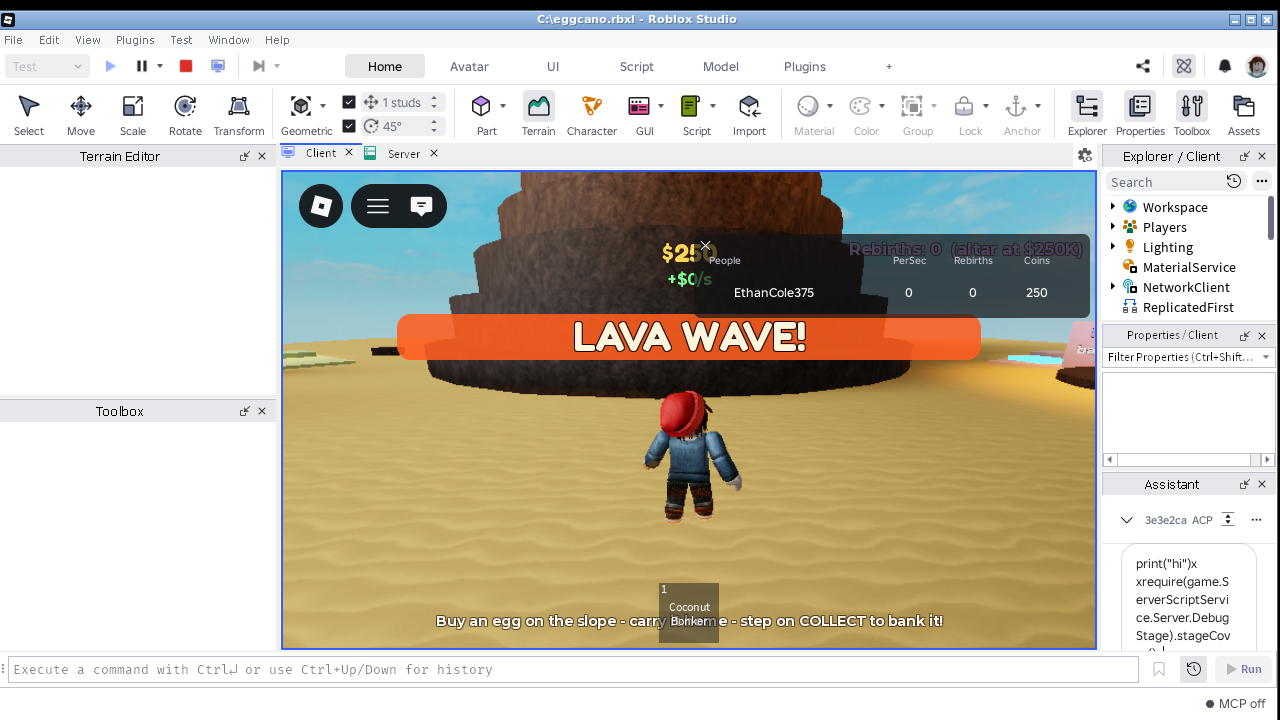 C:\eggcano.rbxl - Roblox Studio
File Edit View Plugins Test Window Help
Test
Home Avatar UI Script Model Plugins +
1 studs
45°
Select Move Scale Rotate Transform Geometric Part Terrain Character GUI Script Import Material Color Group Lock Anchor Explorer Properties Toolbox Assets
Terrain Editor
Toolbox
Client Server
$250
+$0/s
Rebirths: 0 (altar at $250K)
People PerSec Rebirths Coins
EthanCole375 0 0 250
LAVA WAVE!
1
Coconut
Bonker
Buy an egg on the slope - carry it home - step on COLLECT to bank it!
Explorer / Client
Search
Workspace
Players
Lighting
MaterialService
NetworkClient
ReplicatedFirst
Properties / Client
Filter Properties (Ctrl+Shift...
Assistant
3e3e2ca ACP
print("hi")x
xrequire(game.S
erverScriptServi
ce.Server.Debug
Stage).stageCov
Execute a command with Ctrl↵ or use Ctrl+Up/Down for history
Run
MCP off